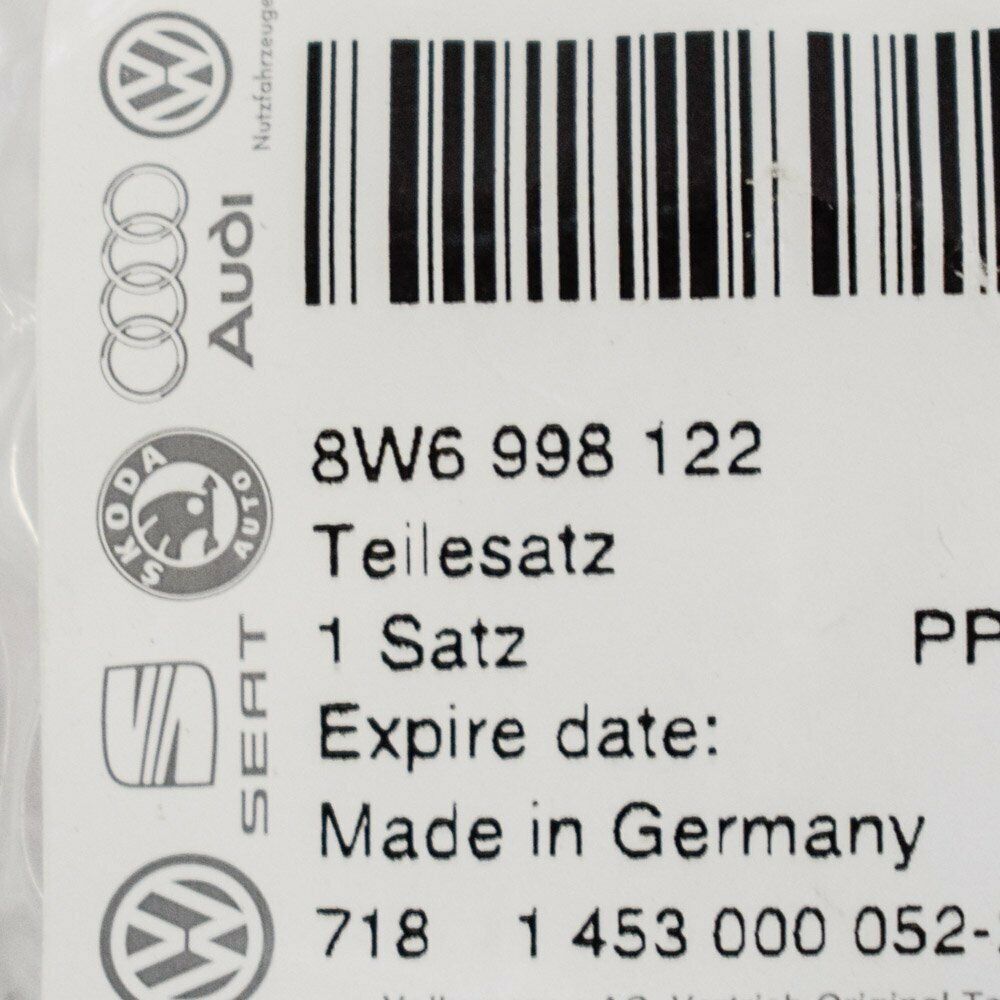 Nutzfahrzeuge
Audi
SKODA
AUTO
SEAT
8W6 998 122
Teilesatz
1 Satz PP
Expire date:
Made in Germany
718 1 453 000 052-